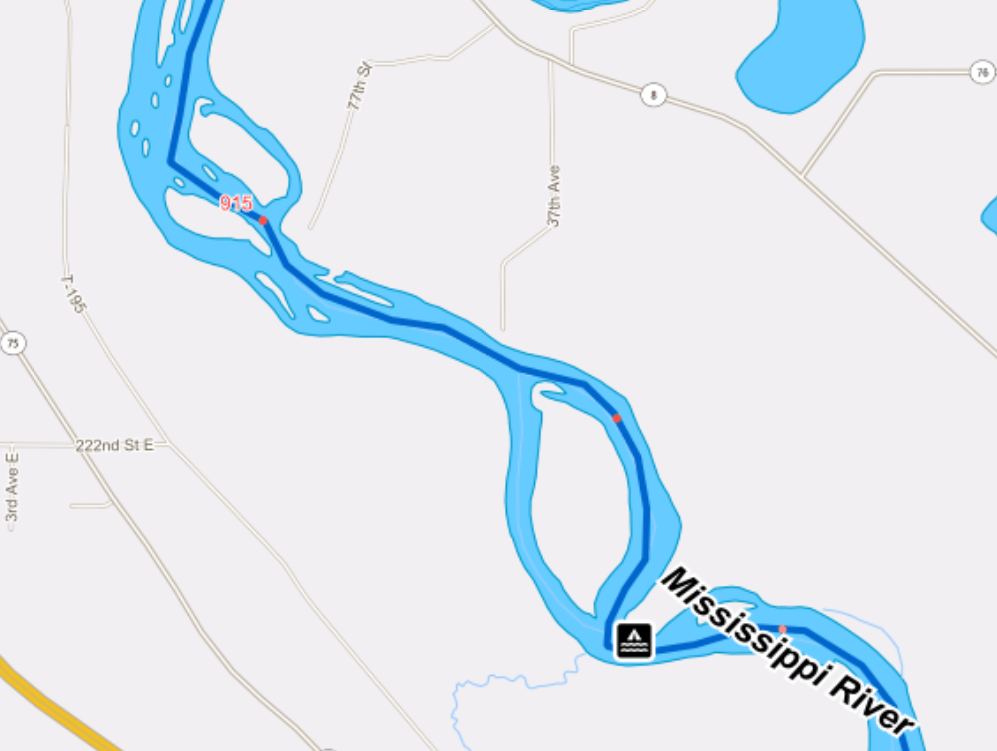 77th St
8
76
37th Ave
915
T-195
75
222nd St E
3rd Ave E
Mississippi River